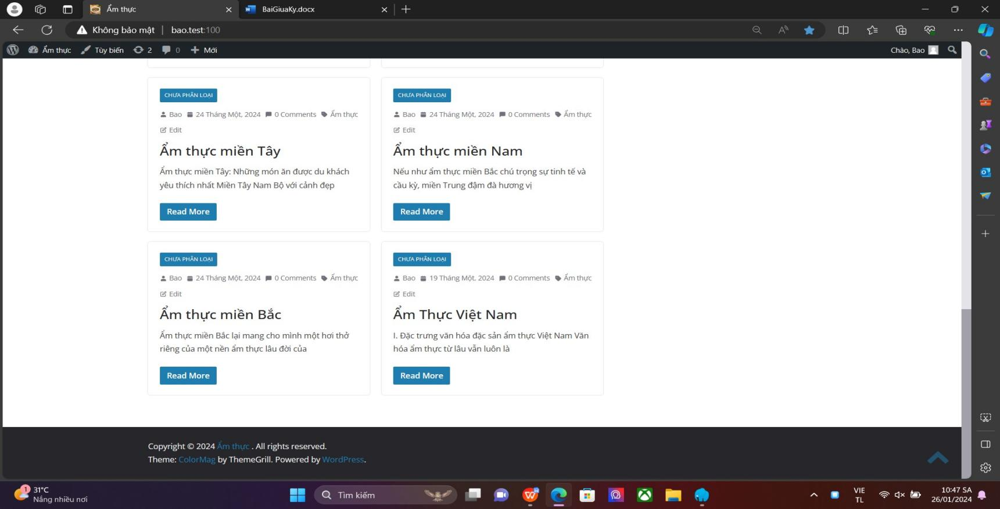 Ẩm thực
BaiGiuaKy.docx
Không bảo mật
bao.test:100
Ẩm thực
Tùy biến
2
0
Mới
Chào, Bao
CHƯA PHÂN LOẠI
Bao 24 Tháng Một, 2024 0 Comments Ẩm thực
Edit
Ẩm thực miền Tây
Ẩm thực miền Tây: Những món ăn được du khách
yêu thích nhất Miền Tây Nam Bộ với cảnh đẹp
Read More
CHƯA PHÂN LOẠI
Bao 24 Tháng Một, 2024 0 Comments Ẩm thực
Edit
Ẩm thực miền Nam
Nếu như ẩm thực miền Bắc chú trọng sự tinh tế và
cầu kỳ, miền Trung đậm đà hương vị
Read More
CHƯA PHÂN LOẠI
Bao 24 Tháng Một, 2024 0 Comments Ẩm thực
Edit
Ẩm thực miền Bắc
Ẩm thực miền Bắc lại mang cho mình một hơi thở
riêng của một nền ẩm thực lâu đời của
Read More
CHƯA PHÂN LOẠI
Bao 19 Tháng Một, 2024 0 Comments Ẩm thực
Edit
Ẩm Thực Việt Nam
I. Đặc trưng văn hóa đặc sản ẩm thực Việt Nam Văn
hóa ẩm thực từ lâu vẫn luôn là
Read More
Copyright © 2024 Ẩm thực . All rights reserved.
Theme: ColorMag by ThemeGrill. Powered by WordPress.
1
31°C
Nắng nhiều nơi
Tìm kiếm
VIE
TL
10:47 SA
26/01/2024